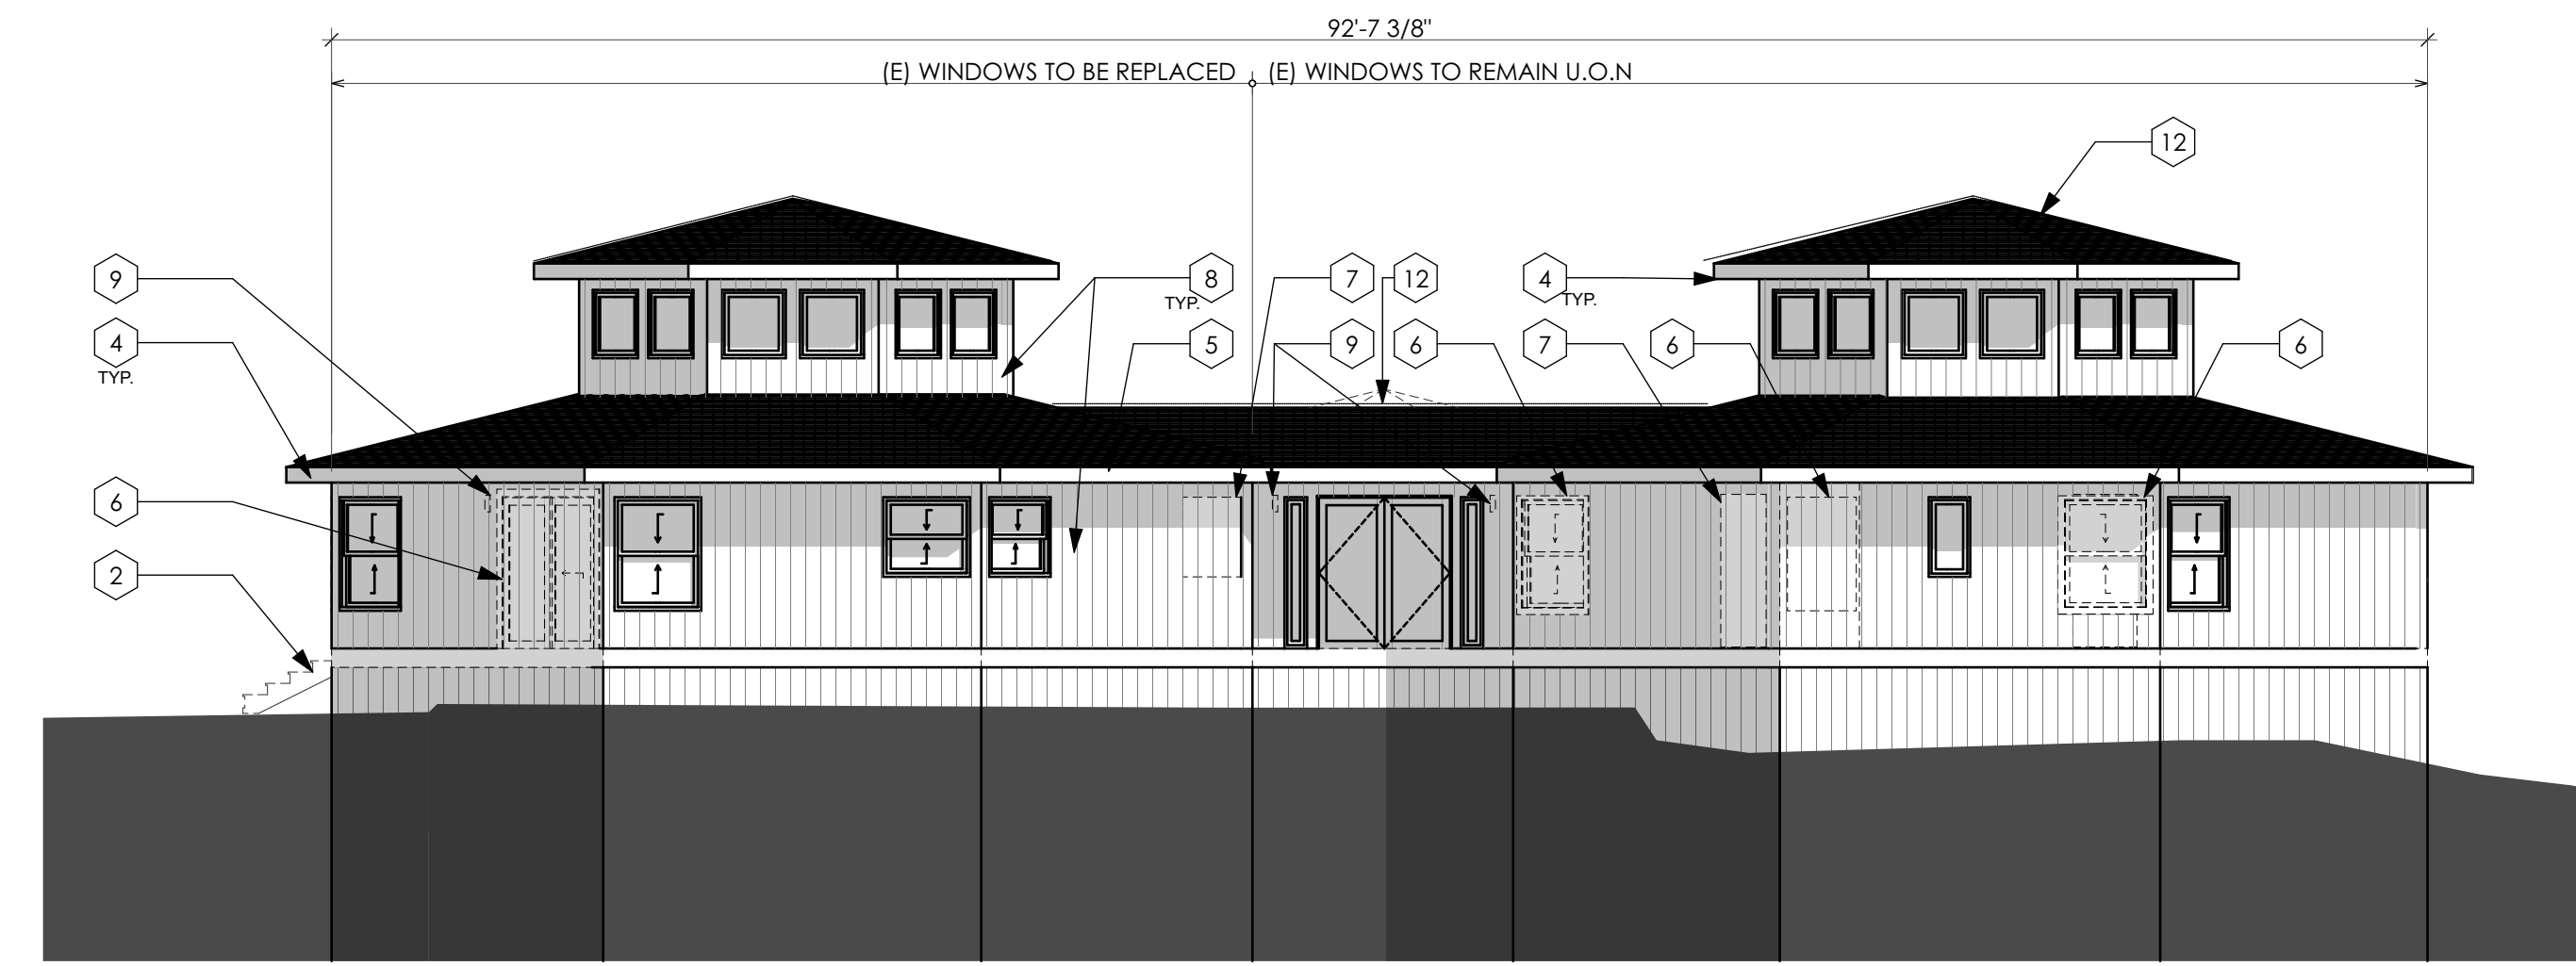 92'-7 3/8"
(E) WINDOWS TO BE REPLACED (E) WINDOWS TO REMAIN U.O.N
12
9 8 7 12 4
TYP. TYP.
4 5 9 6 7 6 6
TYP.
6
2